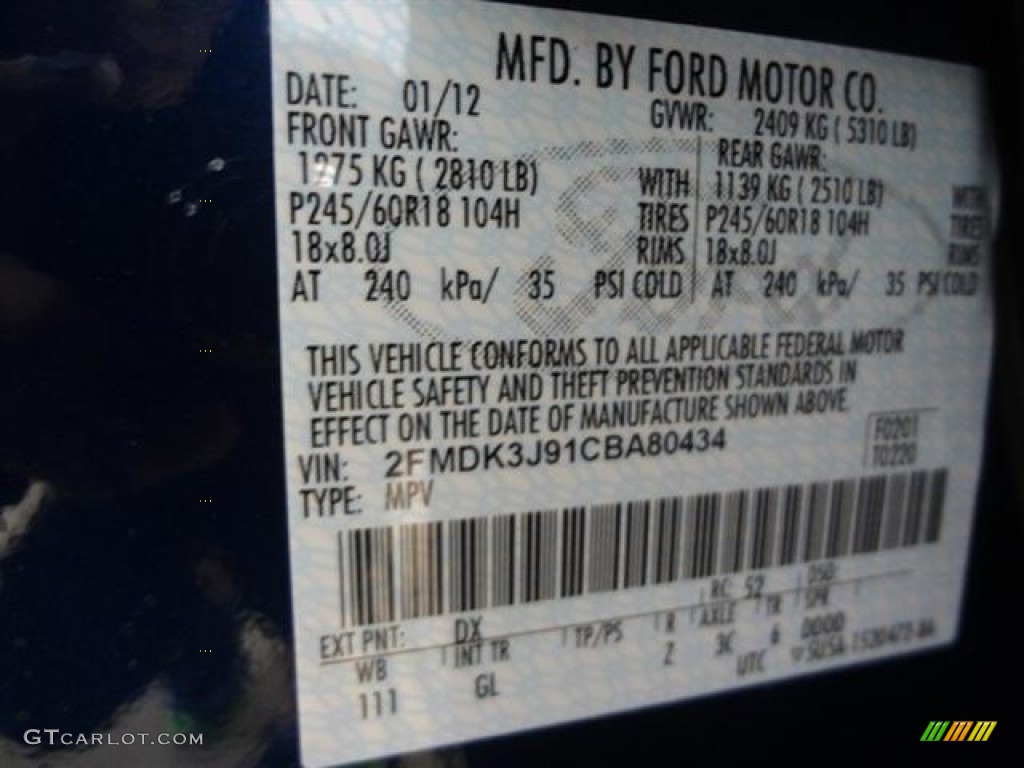 MFD. BY FORD MOTOR CO.
DATE: 01/12 GVWR: 2409 KG ( 5310 LB)
FRONT GAWR: REAR GAWR:
1275 KG ( 2810 LB) WITH 1139 KG ( 2510 LB) WITH
P245/60R18 104H TIRES P245/60R18 104H TIRES
18x8.0J RIMS 18x8.0J RIMS
AT 240 kPa/ 35 PSI COLD AT 240 kPa/ 35 PSI COLD
THIS VEHICLE CONFORMS TO ALL APPLICABLE FEDERAL MOTOR
VEHICLE SAFETY AND THEFT PREVENTION STANDARDS IN
EFFECT ON THE DATE OF MANUFACTURE SHOWN ABOVE.
F0201
VIN: 2FMDK3J91CBA80434 T0220
TYPE: MPV
RC: 52 DSO:
EXT PNT: DX
WB INT TR TP/PS R AXLE TR SPR
111 GL Z 3C 6 0000
UTC
GTCARLOT.COM